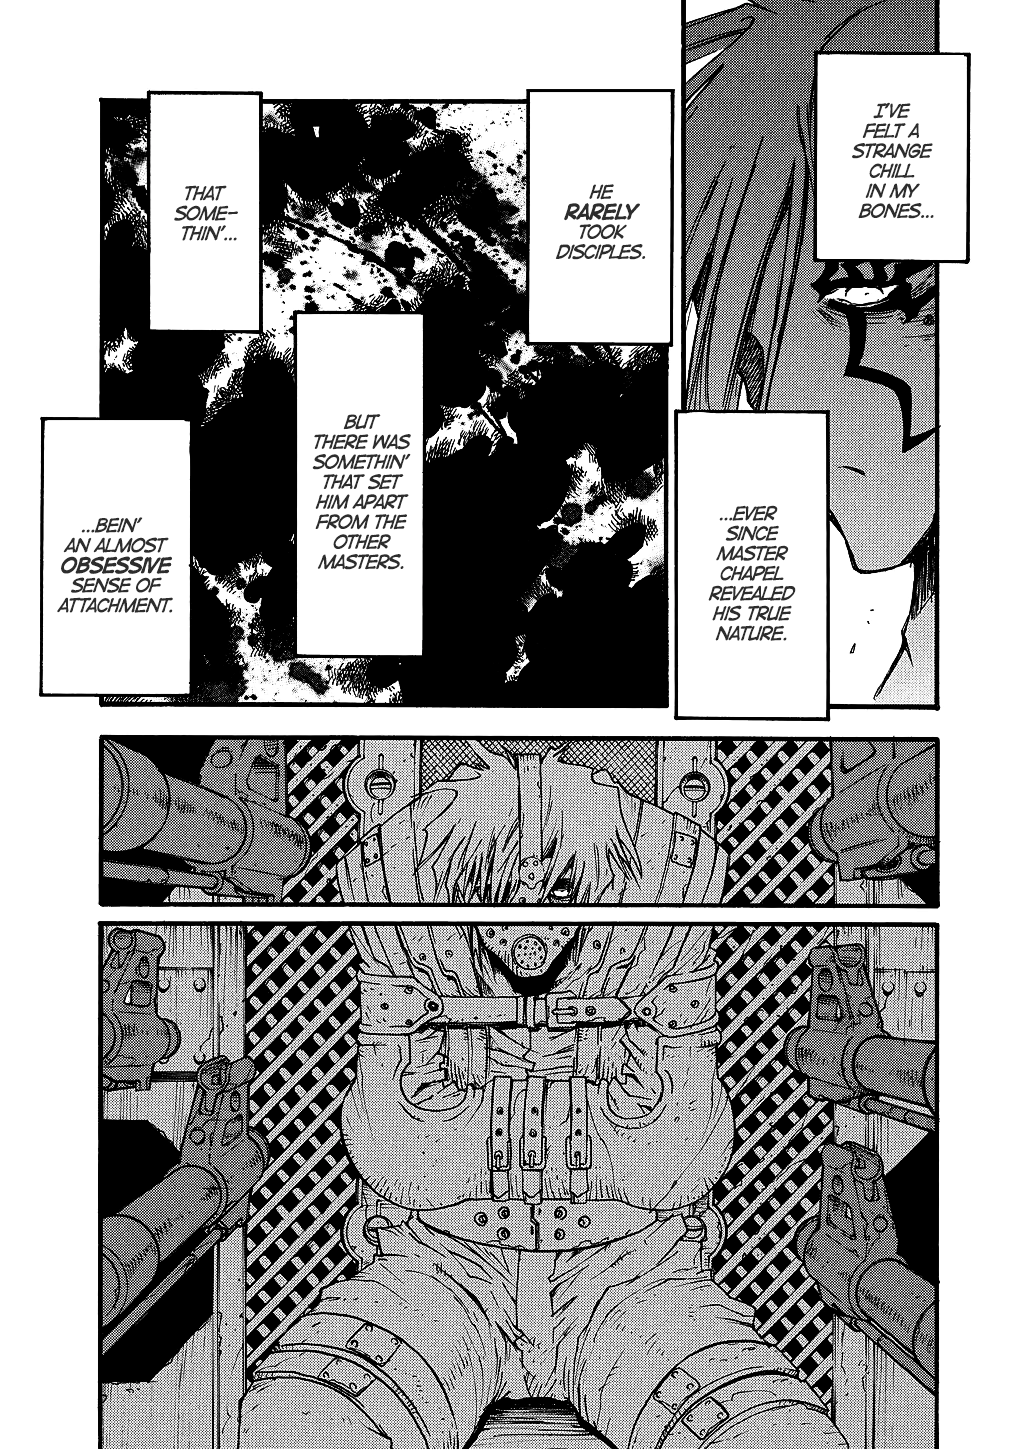 I'VE
FELT A
STRANGE
CHILL
IN MY
BONES...
...EVER
SINCE
MASTER
CHAPEL
REVEALED
HIS TRUE
NATURE.
HE
RARELY
TOOK
DISCIPLES.
BUT
THERE WAS
SOMETHIN'
THAT SET
HIM APART
FROM THE
OTHER
MASTERS.
THAT
SOME-
THIN'...
...BEIN'
AN ALMOST
OBSESSIVE
SENSE OF
ATTACHMENT.